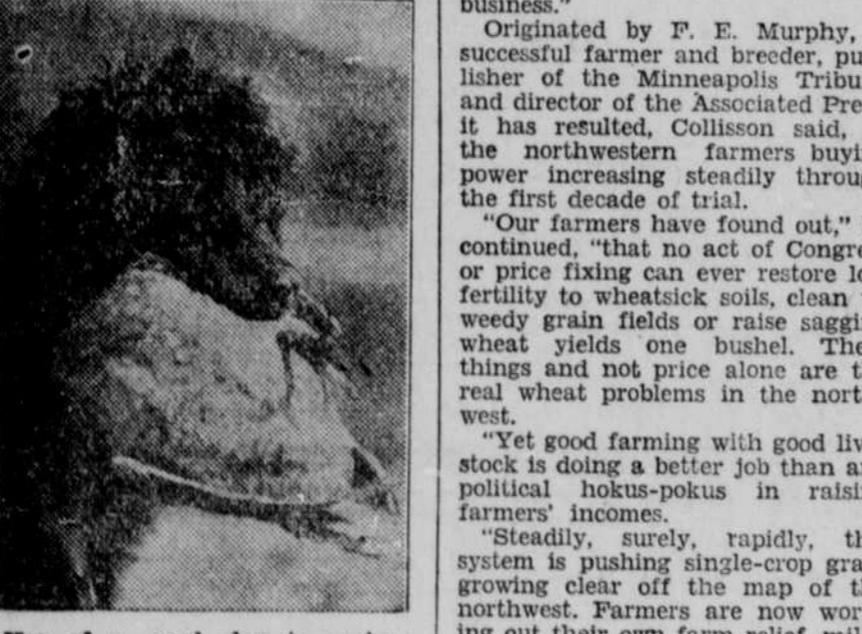 business."
Originated by F. E. Murphy,
successful farmer and breeder, pu
lisher of the Minneapolis Tribu
and director of the Associated Pre
it has resulted, Collisson said,
the northwestern farmers buyi
power increasing steadily throu
the first decade of trial.
"Our farmers have found out,"
continued, "that no act of Congre
or price fixing can ever restore lo
fertility to wheatsick soils, clean
weedy grain fields or raise saggi
wheat yields one bushel. The
things and not price alone are t
real wheat problems in the nort
west.
"Yet good farming with good liv
stock is doing a better job than a
political hokus-pokus in raisi
farmers' incomes.
"Steadily, surely, rapidly, th
system is pushing single-crop gra
growing clear off the map of t
northwest. Farmers are now wor
ing out their own farm relief